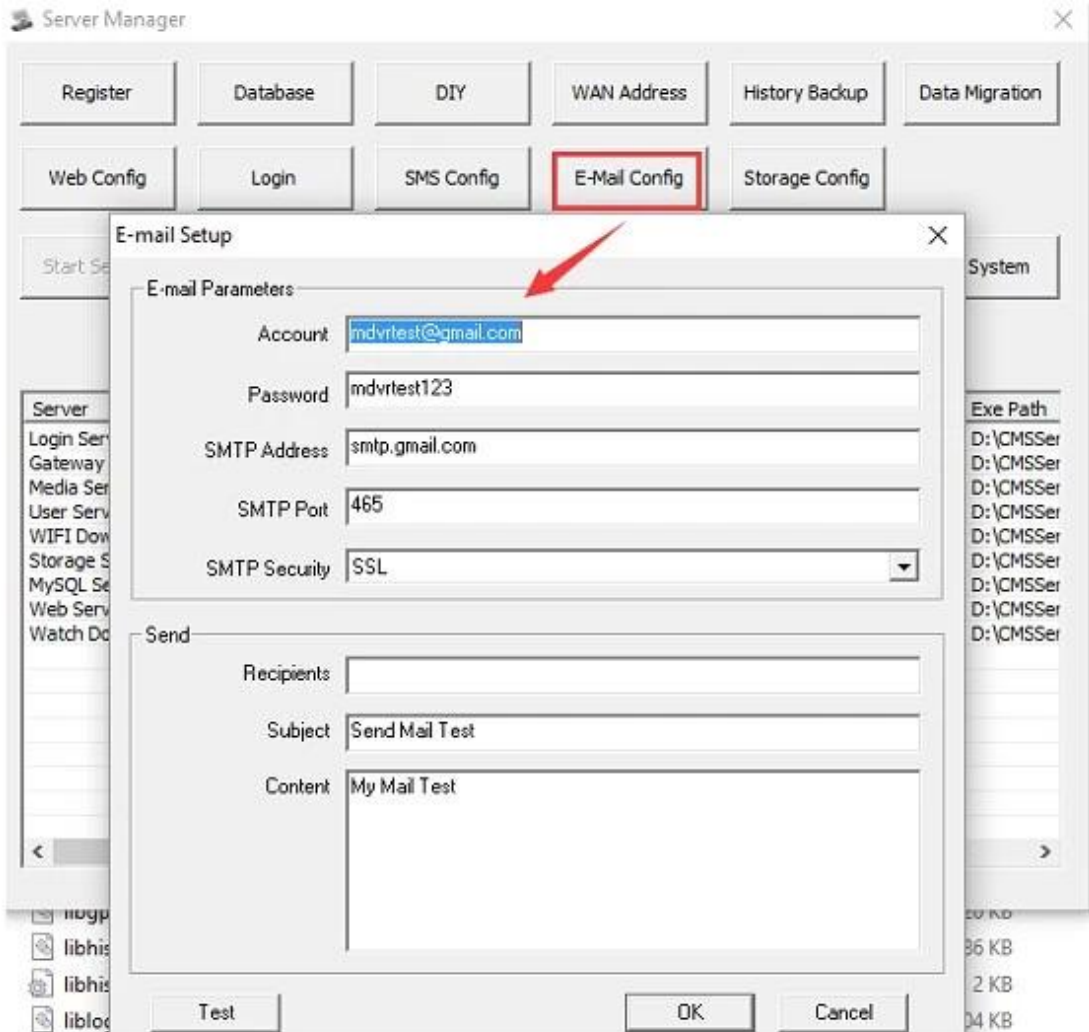 Server Manager
Register Database DIY WAN Address History Backup Data Migration
Web Config Login SMS Config E-Mail Config Storage Config
Start Se
E-mail Setup
System
E-mail Parameters
Account mdvrtest@gmail.com
Password mdvrtest123
SMTP Address smtp.gmail.com
SMTP Port 465
SMTP Security SSL
Server
Login Ser
Gateway
Media Ser
User Serv
WIFI Dow
Storage S
MySQL Se
Web Serv
Watch Do
Exe Path
D:\CMSSer
D:\CMSSer
D:\CMSSer
D:\CMSSer
D:\CMSSer
D:\CMSSer
D:\CMSSer
D:\CMSSer
D:\CMSSer
Send
Recipients
Subject Send Mail Test
Content My Mail Test
libhis
36 KB
libhis
2 KB
libloc
04 KB
Test OK Cancel